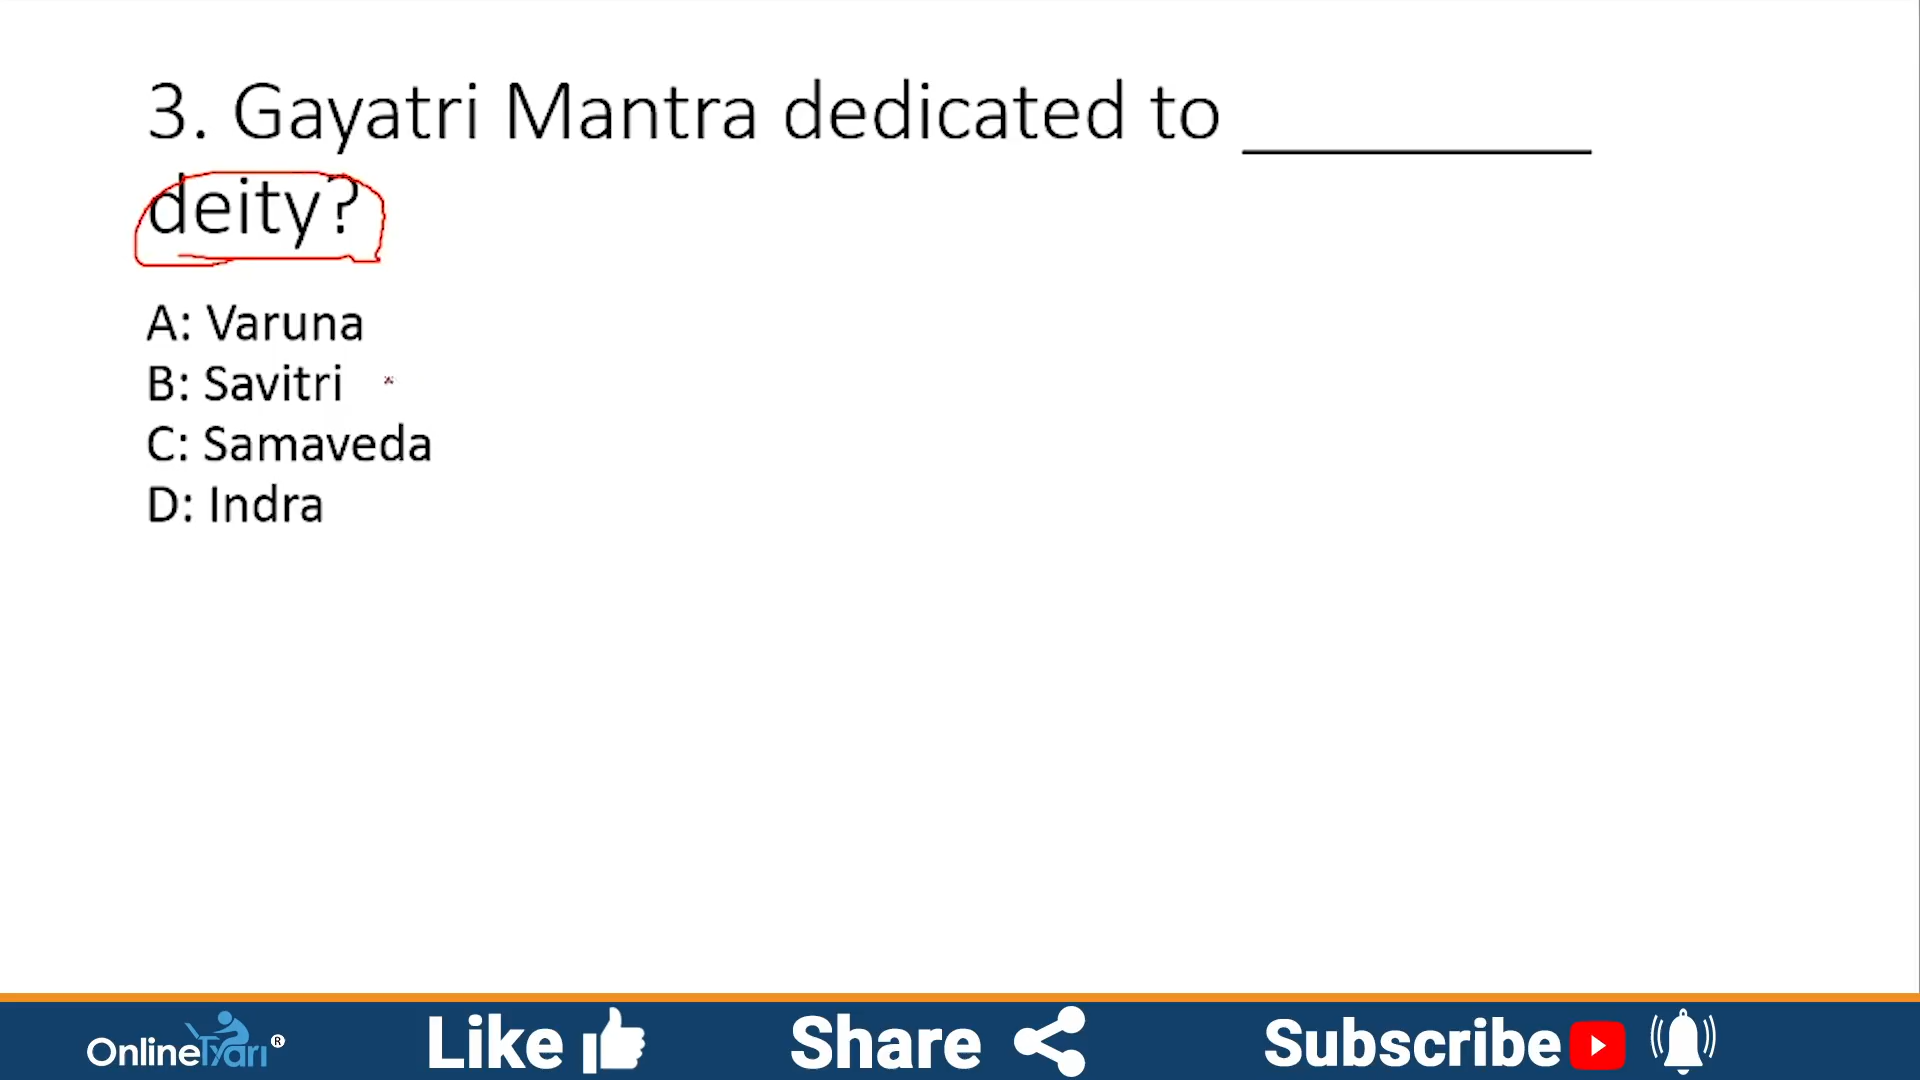 3. Gayatri Mantra dedicated to _________
deity?
A: Varuna
B: Savitri
C: Samaveda
D: Indra
OnlineTyari ® Like Share Subscribe